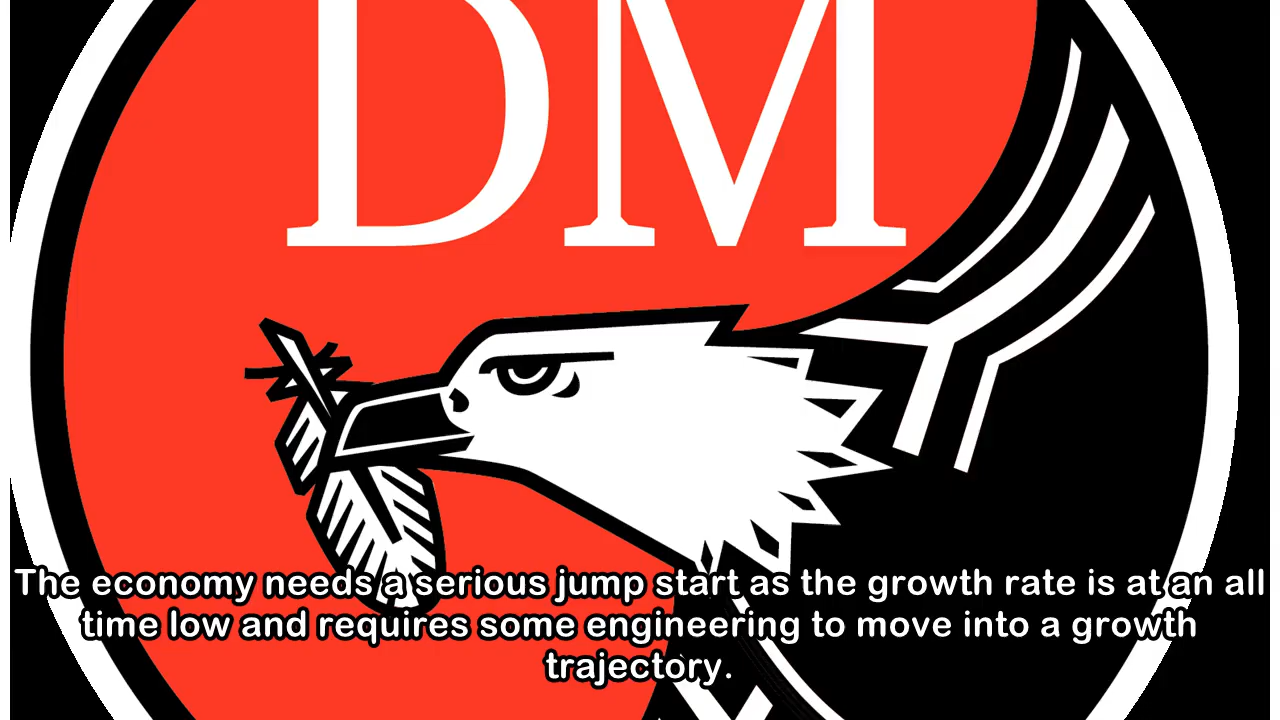 DM
The economy needs a serious jump start as the growth rate is at an all
time low and requires some engineering to move into a growth
trajectory.